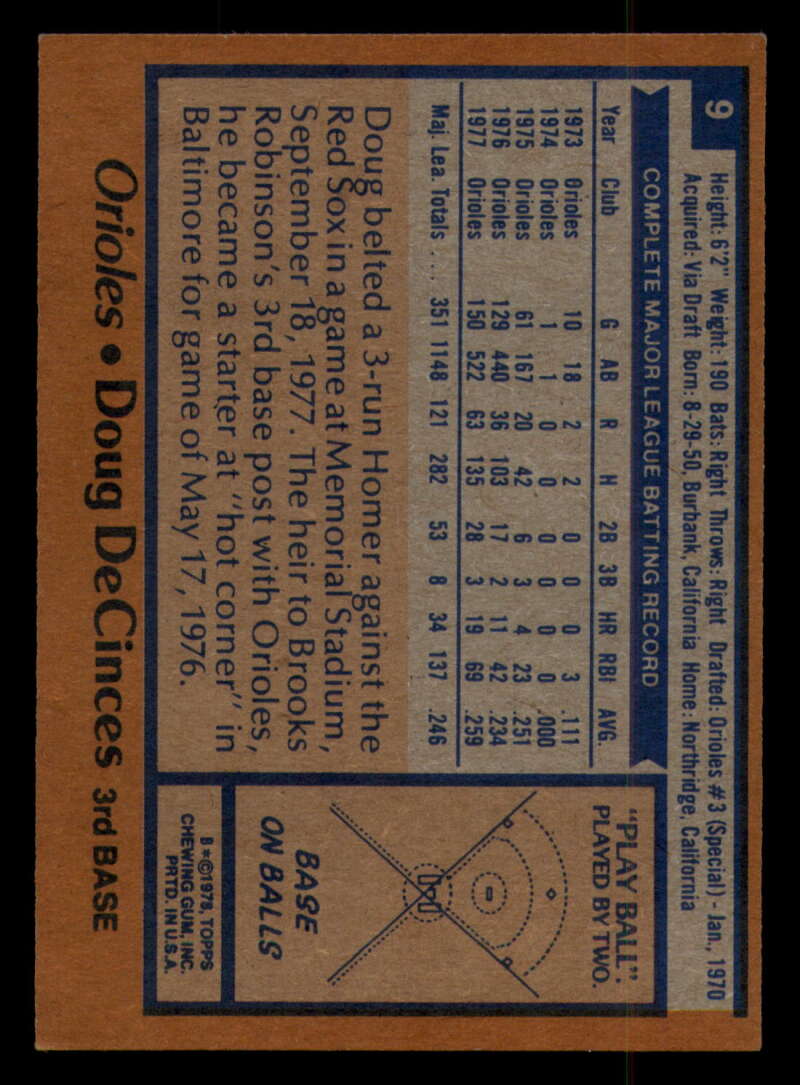 9
Height: 6'2" Weight: 190 Bats: Right Throws: Right Drafted: Orioles #3 (Special) - Jan., 1970
Acquired: Via Draft Born: 8-29-50, Burbank, California Home: Northridge, California
COMPLETE MAJOR LEAGUE BATTING RECORD
Year Club G AB R H 2B 3B HR RBI AVG.
1973 Orioles 10 18 2 2 0 0 0 3 .111
1974 Orioles 1 1 0 0 0 0 0 0 .000
1975 Orioles 61 167 20 42 6 3 4 23 .251
1976 Orioles 129 440 36 103 17 2 11 42 .234
1977 Orioles 150 522 63 135 28 3 19 69 .259
Maj. Lea. Totals .... 351 1148 121 282 53 8 34 137 .246
Doug belted a 3-run Homer against the
Red Sox in a game at Memorial Stadium,
September 18, 1977. The heir to Brooks
Robinson's 3rd base post with Orioles,
he became a starter at "hot corner" in
Baltimore for game of May 17, 1976.
"PLAY BALL":
PLAYED BY TWO.
BASE
ON BALLS
B*©1978, TOPPS
CHEWING GUM, INC.
PRTD. IN U.S.A.
Orioles • Doug DeCinces 3rd BASE